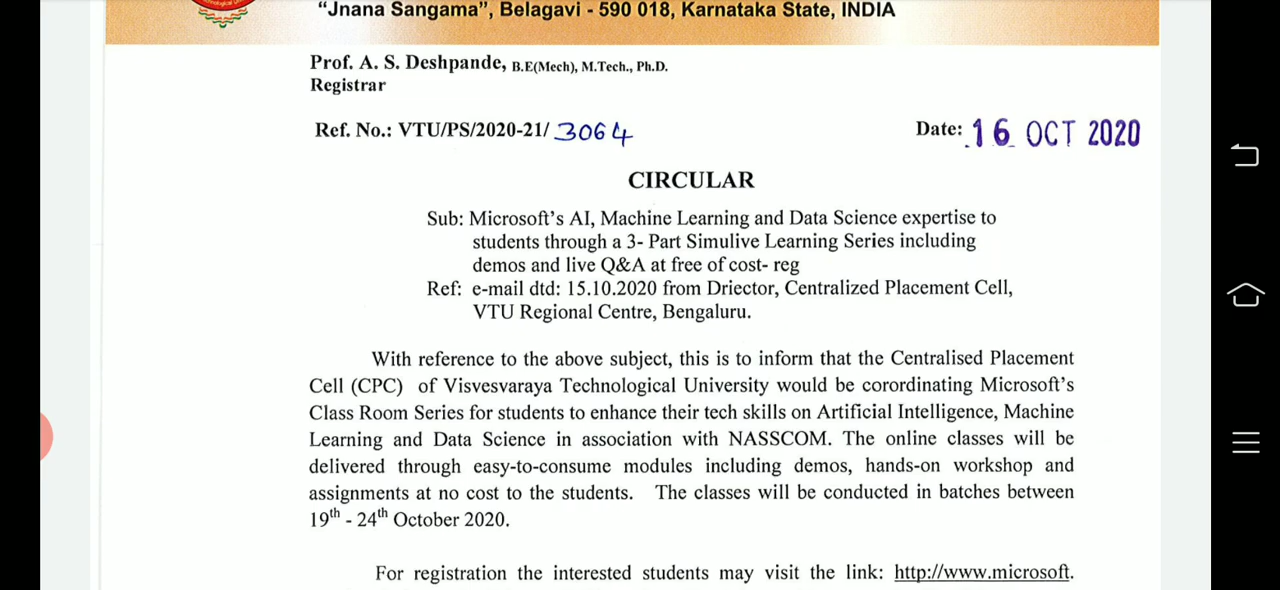 "Jnana Sangama", Belagavi - 590 018, Karnataka State, INDIA
Prof. A. S. Deshpande, B.E(Mech), M.Tech., Ph.D.
Registrar
Ref. No.: VTU/PS/2020-21/ 3064
Date: 16 OCT 2020
CIRCULAR
Sub: Microsoft's AI, Machine Learning and Data Science expertise to
students through a 3- Part Simulive Learning Series including
demos and live Q&A at free of cost- reg
Ref: e-mail dtd: 15.10.2020 from Driector, Centralized Placement Cell,
VTU Regional Centre, Bengaluru.
With reference to the above subject, this is to inform that the Centralised Placement
Cell (CPC) of Visvesvaraya Technological University would be corordinating Microsoft's
Class Room Series for students to enhance their tech skills on Artificial Intelligence, Machine
Learning and Data Science in association with NASSCOM. The online classes will be
delivered through easy-to-consume modules including demos, hands-on workshop and
assignments at no cost to the students. The classes will be conducted in batches between
19th - 24th October 2020.
For registration the interested students may visit the link: http://www.microsoft.